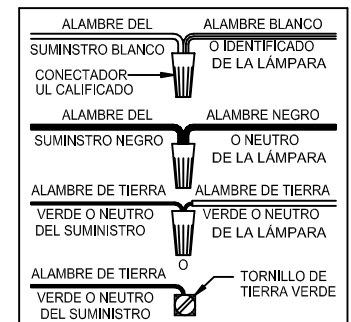 ALAMBRE DEL
SUMINSTRO BLANCO
ALAMBRE BLANCO
O IDENTIFICADO
DE LA LÁMPARA
CONECTADOR
UL CALIFICADO
ALAMBRE DEL
SUMINSTRO NEGRO
ALAMBRE NEGRO
O NEUTRO
DE LA LÁMPARA
ALAMBRE DE TIERRA
VERDE O NEUTRO
DEL SUMINISTRO
ALAMBRE DE TIERRA
VERDE O NEUTRO
DE LA LÁMPARA
O
ALAMBRE DE TIERRA
VERDE O NEUTRO
DEL SUMINISTRO
TORNILLO DE
TIERRA VERDE